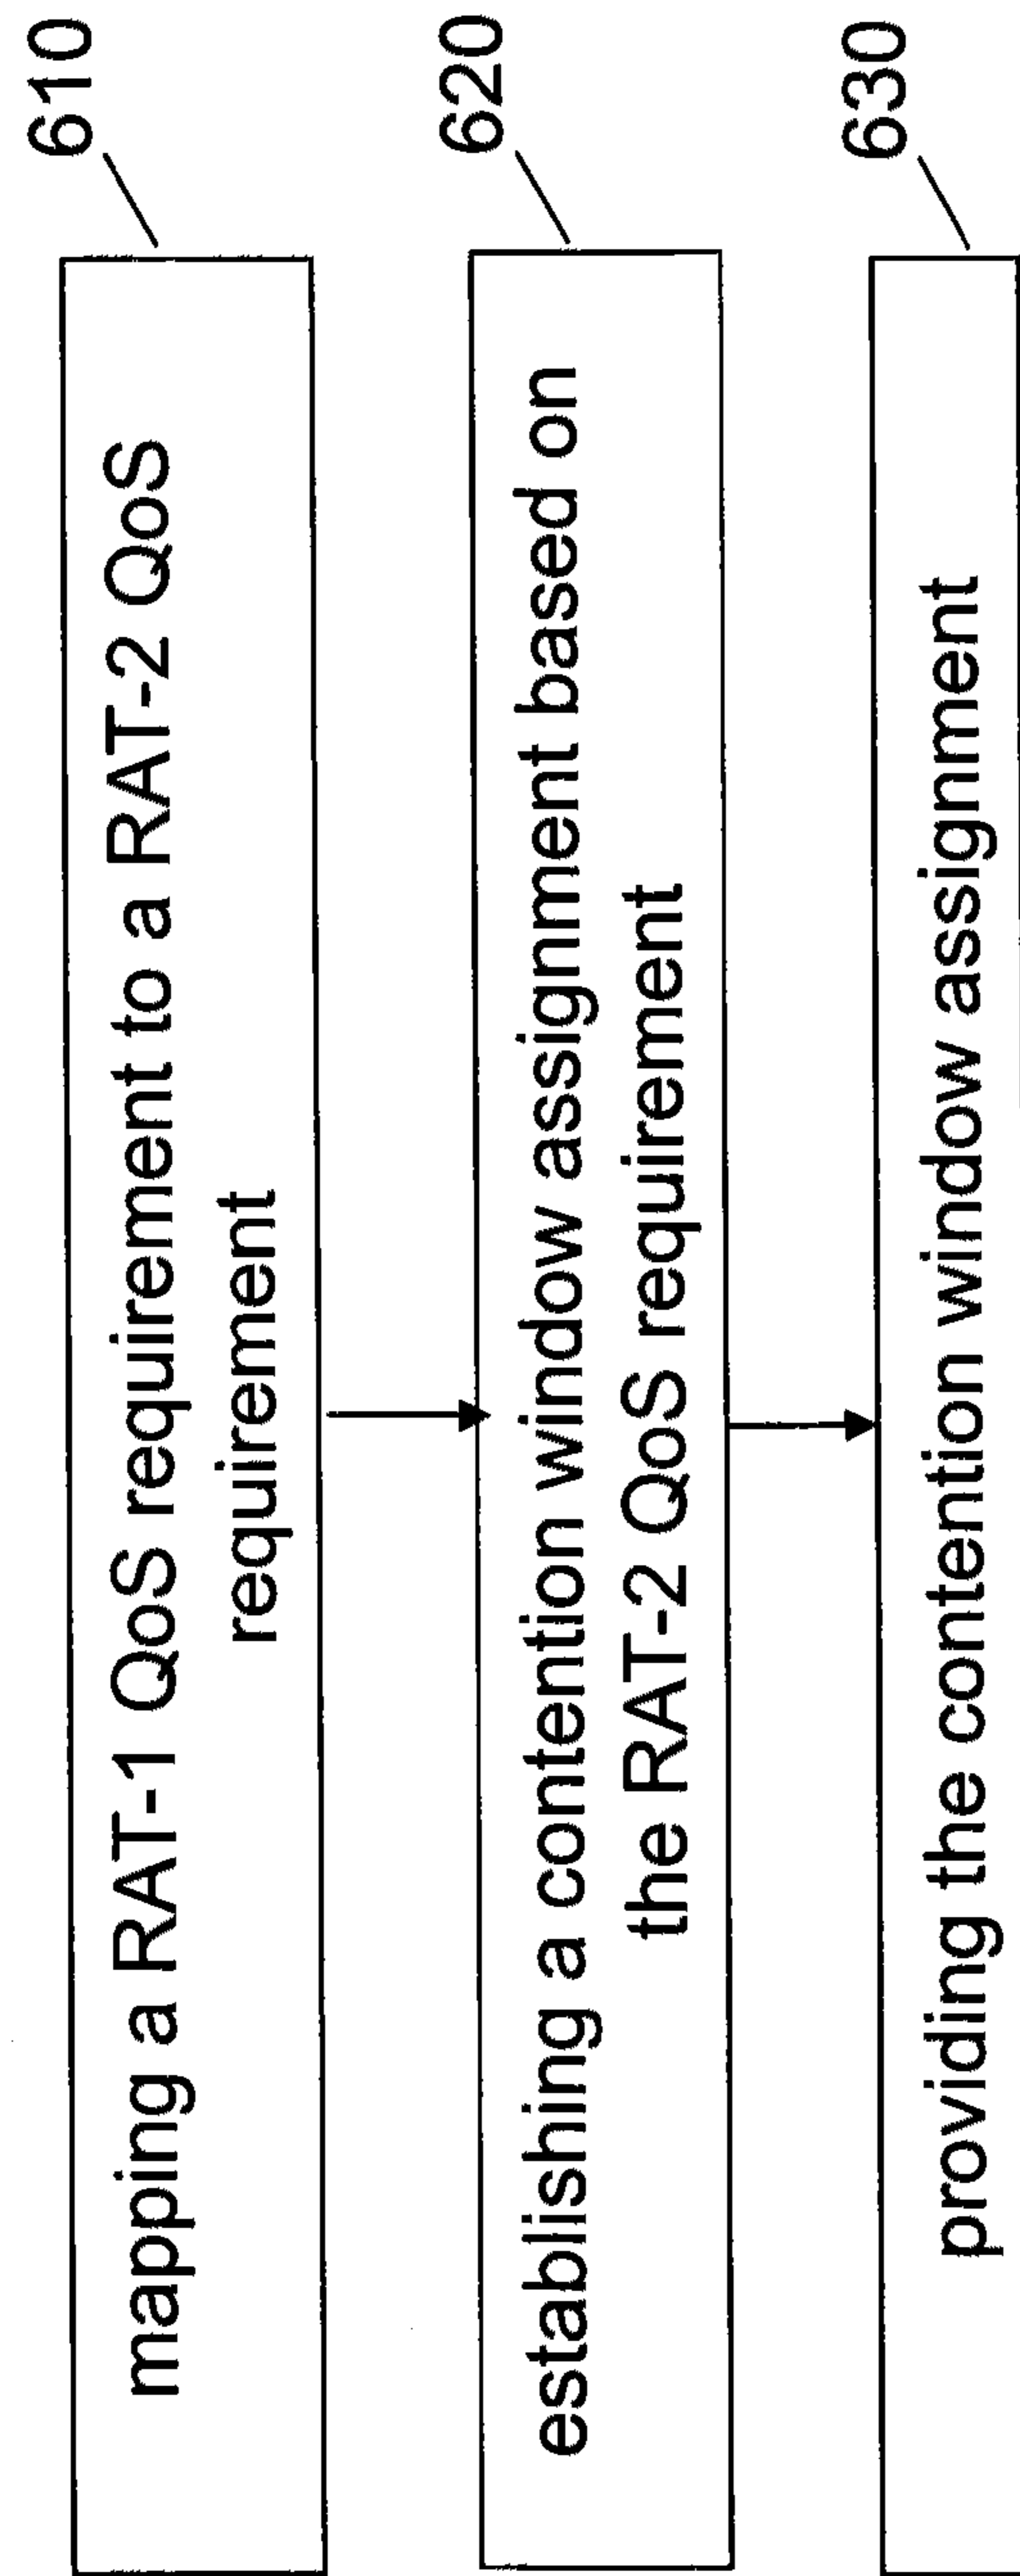 610
mapping a RAT-1 QoS requirement to a RAT-2 QoS
requirement
620
establishing a contention window assignment based on
the RAT-2 QoS requirement
630
providing the contention window assignment